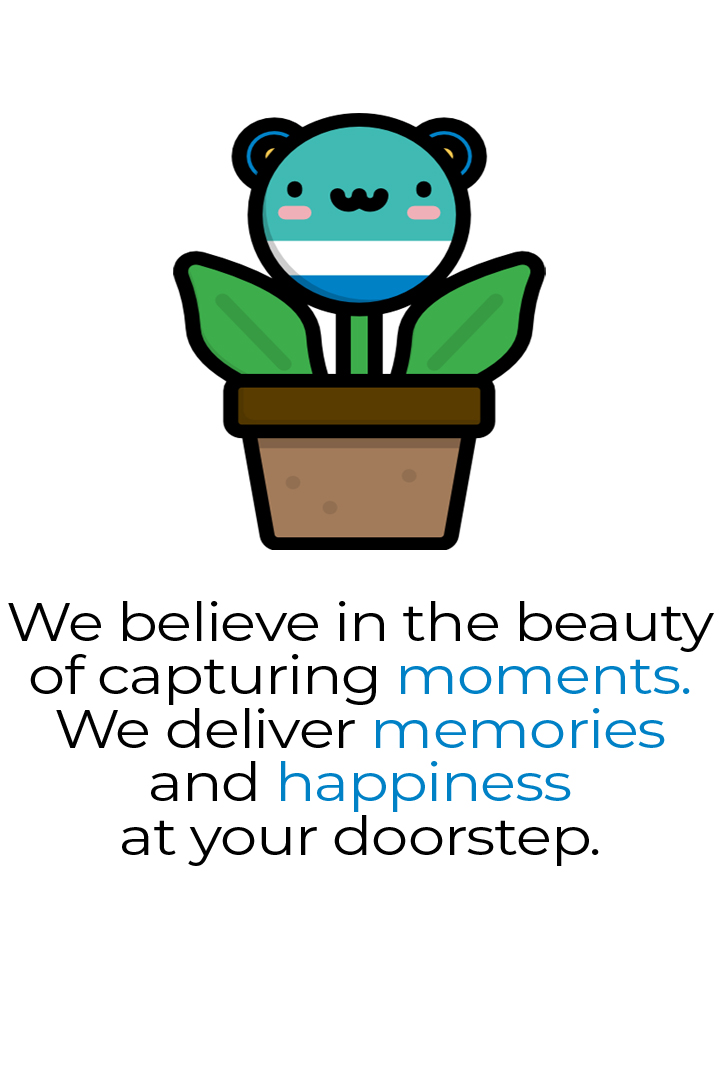 We believe in the beauty
of capturing moments.
We deliver memories
and happiness
at your doorstep.